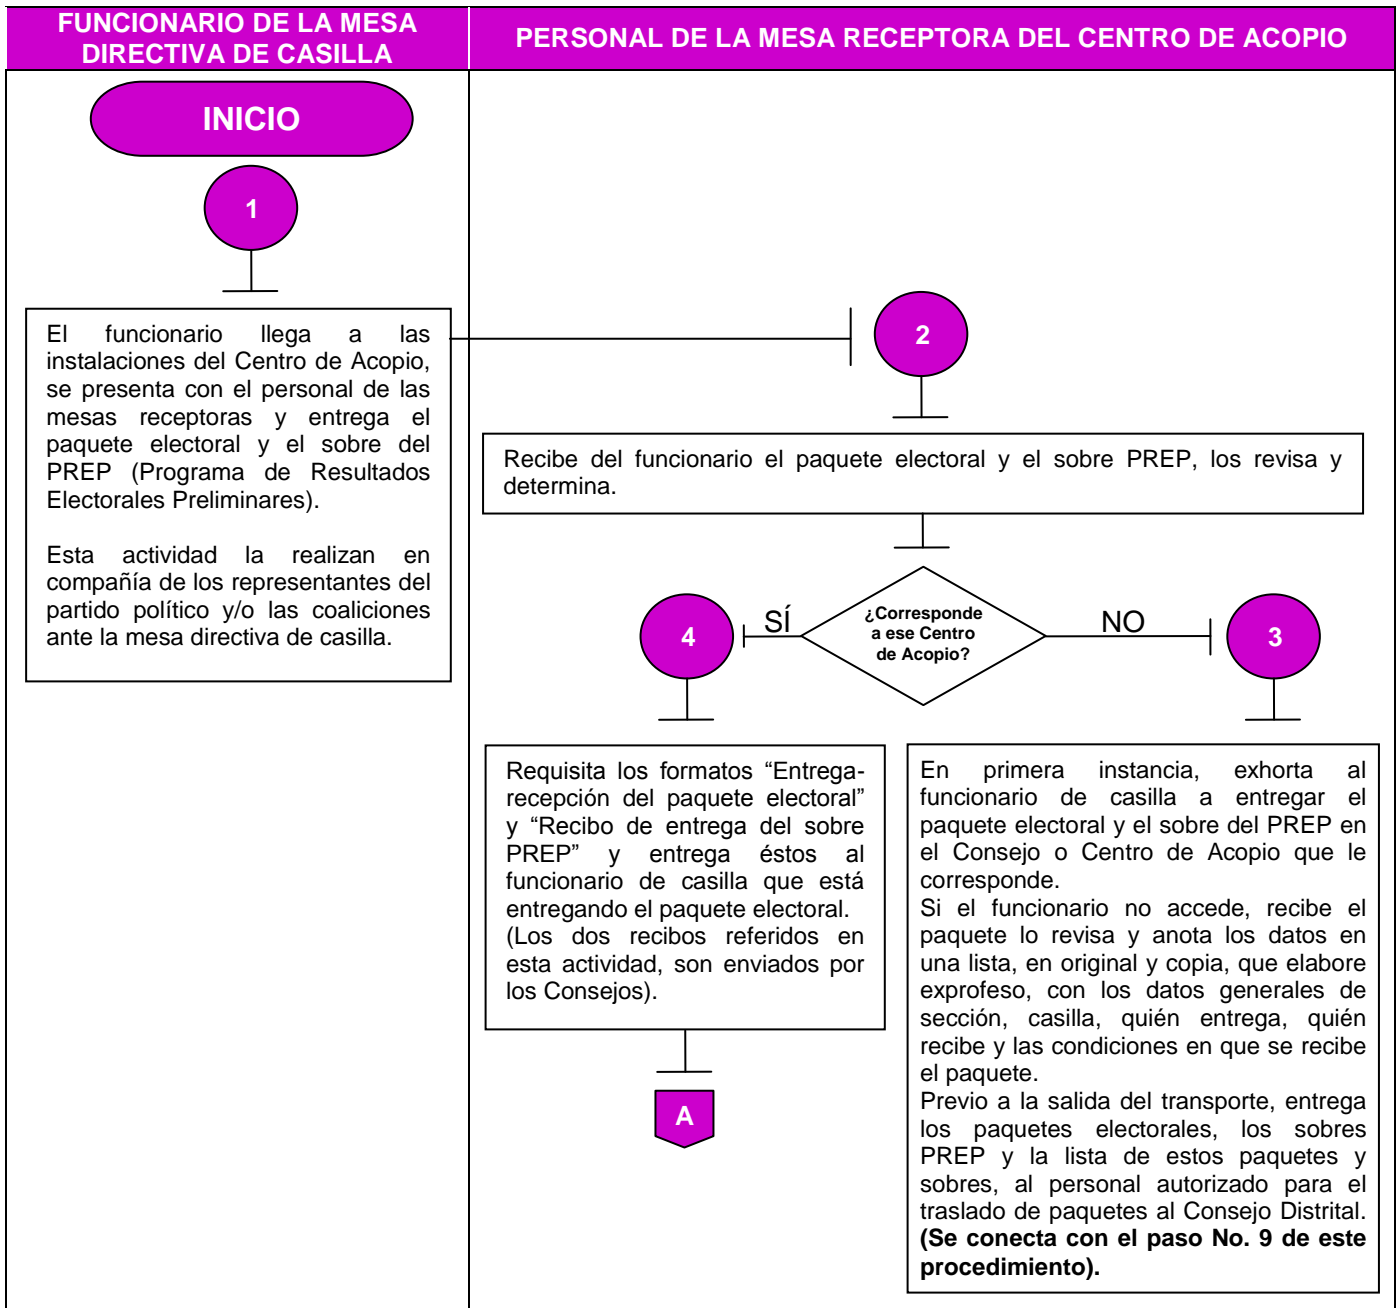 FUNCIONARIO DE LA MESA
DIRECTIVA DE CASILLA
PERSONAL DE LA MESA RECEPTORA DEL CENTRO DE ACOPIO
INICIO
1
El funcionario llega a las
instalaciones del Centro de Acopio,
se presenta con el personal de las
mesas receptoras y entrega el
paquete electoral y el sobre del
PREP (Programa de Resultados
Electorales Preliminares).
Esta actividad la realizan en
compañía de los representantes del
partido político y/o las coaliciones
ante la mesa directiva de casilla.
2
Recibe del funcionario el paquete electoral y el sobre PREP, los revisa y
determina.
¿Corresponde
a ese Centro
de Acopio?
SÍ
NO
4
3
Requisita los formatos “Entrega-
recepción del paquete electoral”
y “Recibo de entrega del sobre
PREP” y entrega éstos al
funcionario de casilla que está
entregando el paquete electoral.
(Los dos recibos referidos en
esta actividad, son enviados por
los Consejos).
A
En primera instancia, exhorta al
funcionario de casilla a entregar el
paquete electoral y el sobre del PREP en
el Consejo o Centro de Acopio que le
corresponde.
Si el funcionario no accede, recibe el
paquete lo revisa y anota los datos en
una lista, en original y copia, que elabore
exprofeso, con los datos generales de
sección, casilla, quién entrega, quién
recibe y las condiciones en que se recibe
el paquete.
Previo a la salida del transporte, entrega
los paquetes electorales, los sobres
PREP y la lista de estos paquetes y
sobres, al personal autorizado para el
traslado de paquetes al Consejo Distrital.
(Se conecta con el paso No. 9 de este
procedimiento).